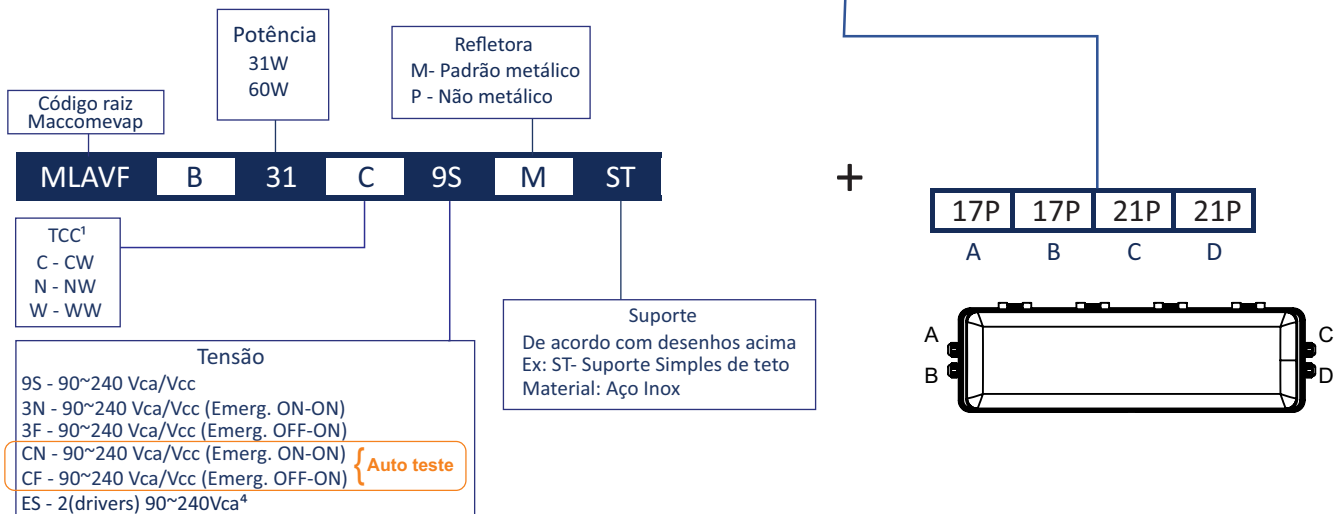 Potência
31W
60W
Refletora
M- Padrão metálico
P - Não metálico
Código raiz
Maccomevap
MLAVF B 31 C 9S M ST
+
17P 17P 21P 21P
A B C D
TCC¹
C - CW
N - NW
W - WW
Suporte
De acordo com desenhos acima
Ex: ST- Suporte Simples de teto
Material: Aço Inox
Tensão
9S - 90~240 Vca/Vcc
3N - 90~240 Vca/Vcc (Emerg. ON-ON)
3F - 90~240 Vca/Vcc (Emerg. OFF-ON)
CN - 90~240 Vca/Vcc (Emerg. ON-ON)
CF - 90~240 Vca/Vcc (Emerg. OFF-ON)
{ Auto teste
ES - 2(drivers) 90~240Vca⁴
A C
B D